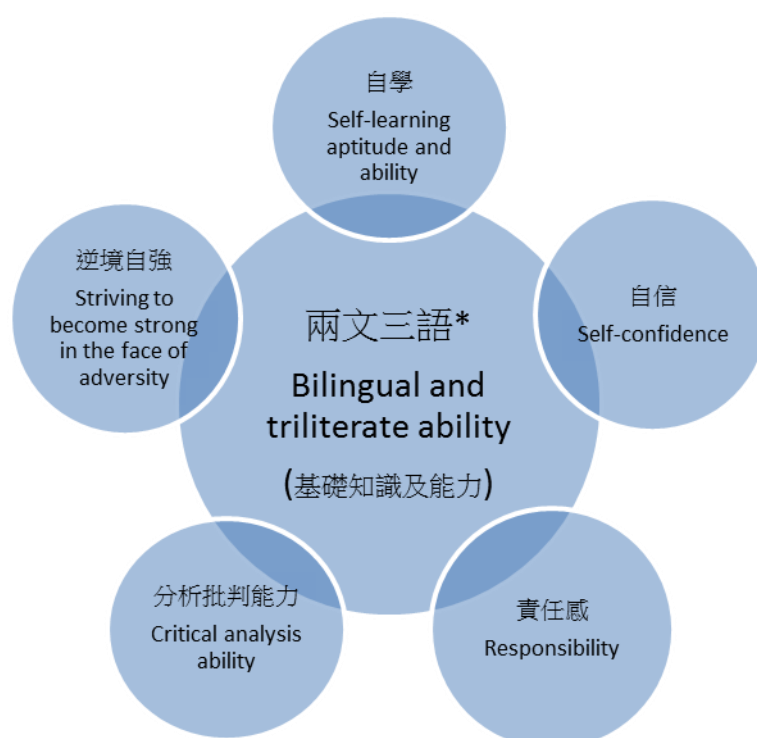 自學
Self-learning
aptitude and
ability
逆境自強
Striving to
become strong
in the face of
adversity
自信
Self-confidence
兩文三語*
Bilingual and
triliterate ability
(基礎知識及能力)
分析批判能力
Critical analysis
ability
責任感
Responsibility